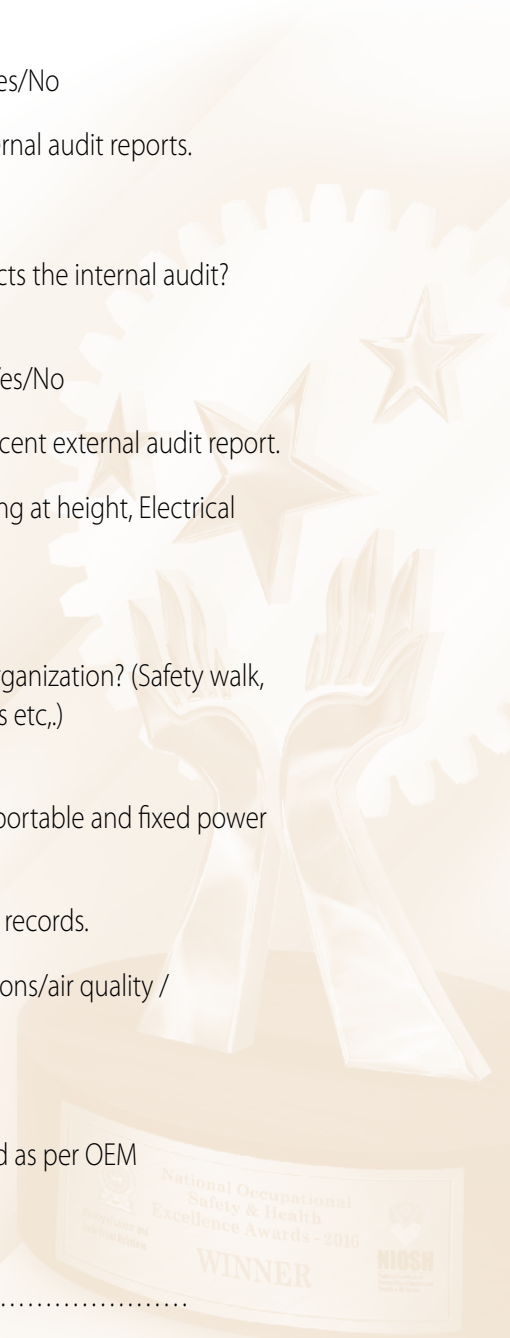 es/No
rnal audit reports.
cts the internal audit?
es/No
cent external audit report.
ng at height, Electrical
ganization? (Safety walk,
s etc,.)
portable and fixed power
records.
ons/air quality /
d as per OEM
National Occupational
Safety & Health
Excellence Awards - 2016
WINNER
NIOSH
.....................